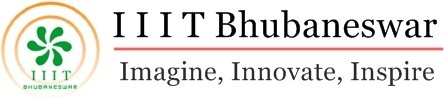 IIIT
BHUBANESWAR
I I I T Bhubaneswar
Imagine, Innovate, Inspire